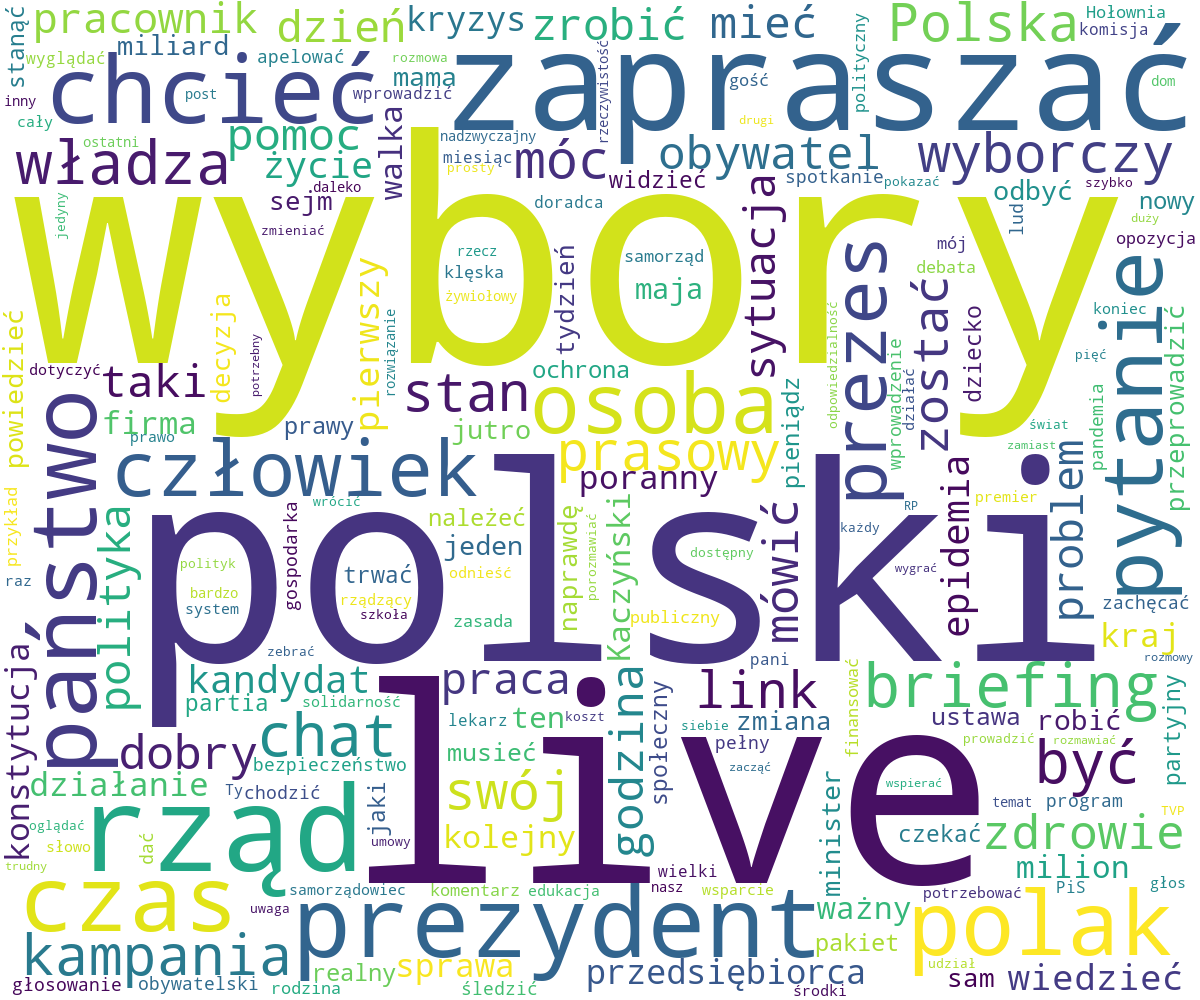 stanąć
pracownik
dzień
kryzys
zrobić
mieć
Polska
Hołownia
komisja
wyglądać
miliard
apelować
rozmowa
mama
rzeczywistość
gość
polityczny
dom
inny
chcieć
post
wprowadzić
zapraszać
cały
ostatni
pomoc
walka
nadzwyczajny
drugi
władza
życie
miesiąc
prosty
móc
obywatel
wyborczy
daleko
sejm
widzieć
spotkanie
pokazać
odbyć
szybko
jedyny
zmieniać
doradca
lud
nowy
duży
wybory
rzecz
klęska
żywiołowy
tydzień
samorząd
maja
sytuacja
prezes
mój
debata
opozycja
zostać
dziecko
koniec
pytanie
powiedzieć
dotyczyć
decyzja
potrzebny
pierwszy
rozwiązanie
ochrona
odpowiedzialność
wprowadzenie
działać
pięć
przeprowadzić
taki
stan
osoba
pieniądz
państwo
firma
prawo
prawy
jutro
prasowy
świat
zamiast
pandemia
człowiek
poranny
problem
przykład
polityka
wrócić
należeć
jeden
polski
premier
RP
każdy
epidemia
gospodarka
trwać
odnieść
naprawdę
porozmawiać
Kaczyński
dostępny
mówić
wygrać
raz
polityk
bardzo
system
rządzący
szkoła
zasada
publiczny
zachęcać
kraj
konstytucja
zebrać
pani
rozmowy
kandydat
partia
solidarność
praca
lekarz
ten
koszt
godzina
społeczny
link
siebie
zmiana
finansować
briefing
ustawa
robić
partyjny
dobry
chat
bezpieczeństwo
musieć
live
pełny
zacząć
prowadzić
rozmawiać
być
działanie
Ty
chodzić
jaki
swój
minister
wspierać
temat
program
TVP
oglądać
słowo
dać
rząd
umowy
kolejny
czekać
zdrowie
trudny
wielki
milion
czas
samorządowiec
komentarz
edukacja
nasz
wsparcie
potrzebować
PiS
głos
uwaga
prezydent
ważny
polak
kampania
pakiet
realny
sprawa
przedsiębiorca
udział
sam
wiedzieć
głosowanie
obywatelski
rodzina
śledzić
środki